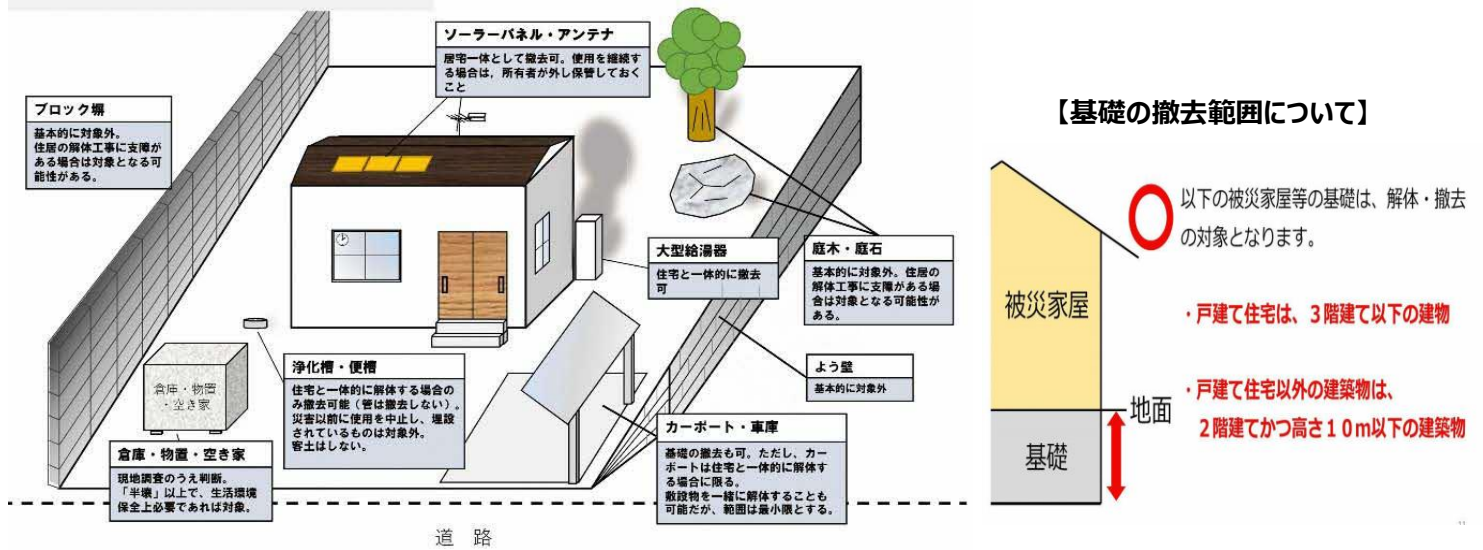 ソーラーパネル・アンテナ
居宅一体として撤去可。使用を継続す
る場合は，所有者が外し保管しておく
こと
ブロック塀
基本的に対象外。
住居の解体工事に支障が
ある場合は対象となる可
能性がある。
大型給湯器
住宅と一体的に撤去
可
庭木・庭石
基本的に対象外。住居の
解体工事に支障がある場
合は対象となる可能性が
ある。
よう壁
基本的に対象外
浄化槽・便槽
住宅と一体的に解体する場合の
み撤去可能（管は撤去しない）。
災害以前に使用を中止し、埋設
されているものは対象外。
客土はしない。
倉庫・物置
・空き家
倉庫・物置・空き家
現地調査のうえ判断。
「半壊」以上で、生活環境
保全上必要であれば対象。
カーポート・車庫
基礎の撤去も可。ただし、カー
ポートは住宅と一体的に解体す
る場合に限る。
敷設物を一緒に解体することも
可能だが、範囲は最小限とする。
道 路
【基礎の撤去範囲について】
以下の被災家屋等の基礎は、解体・撤去
の対象となります。
・戸建て住宅は、３階建て以下の建物
・戸建て住宅以外の建築物は、
２階建てかつ高さ１０ｍ以下の建築物
被災家屋
地面
基礎